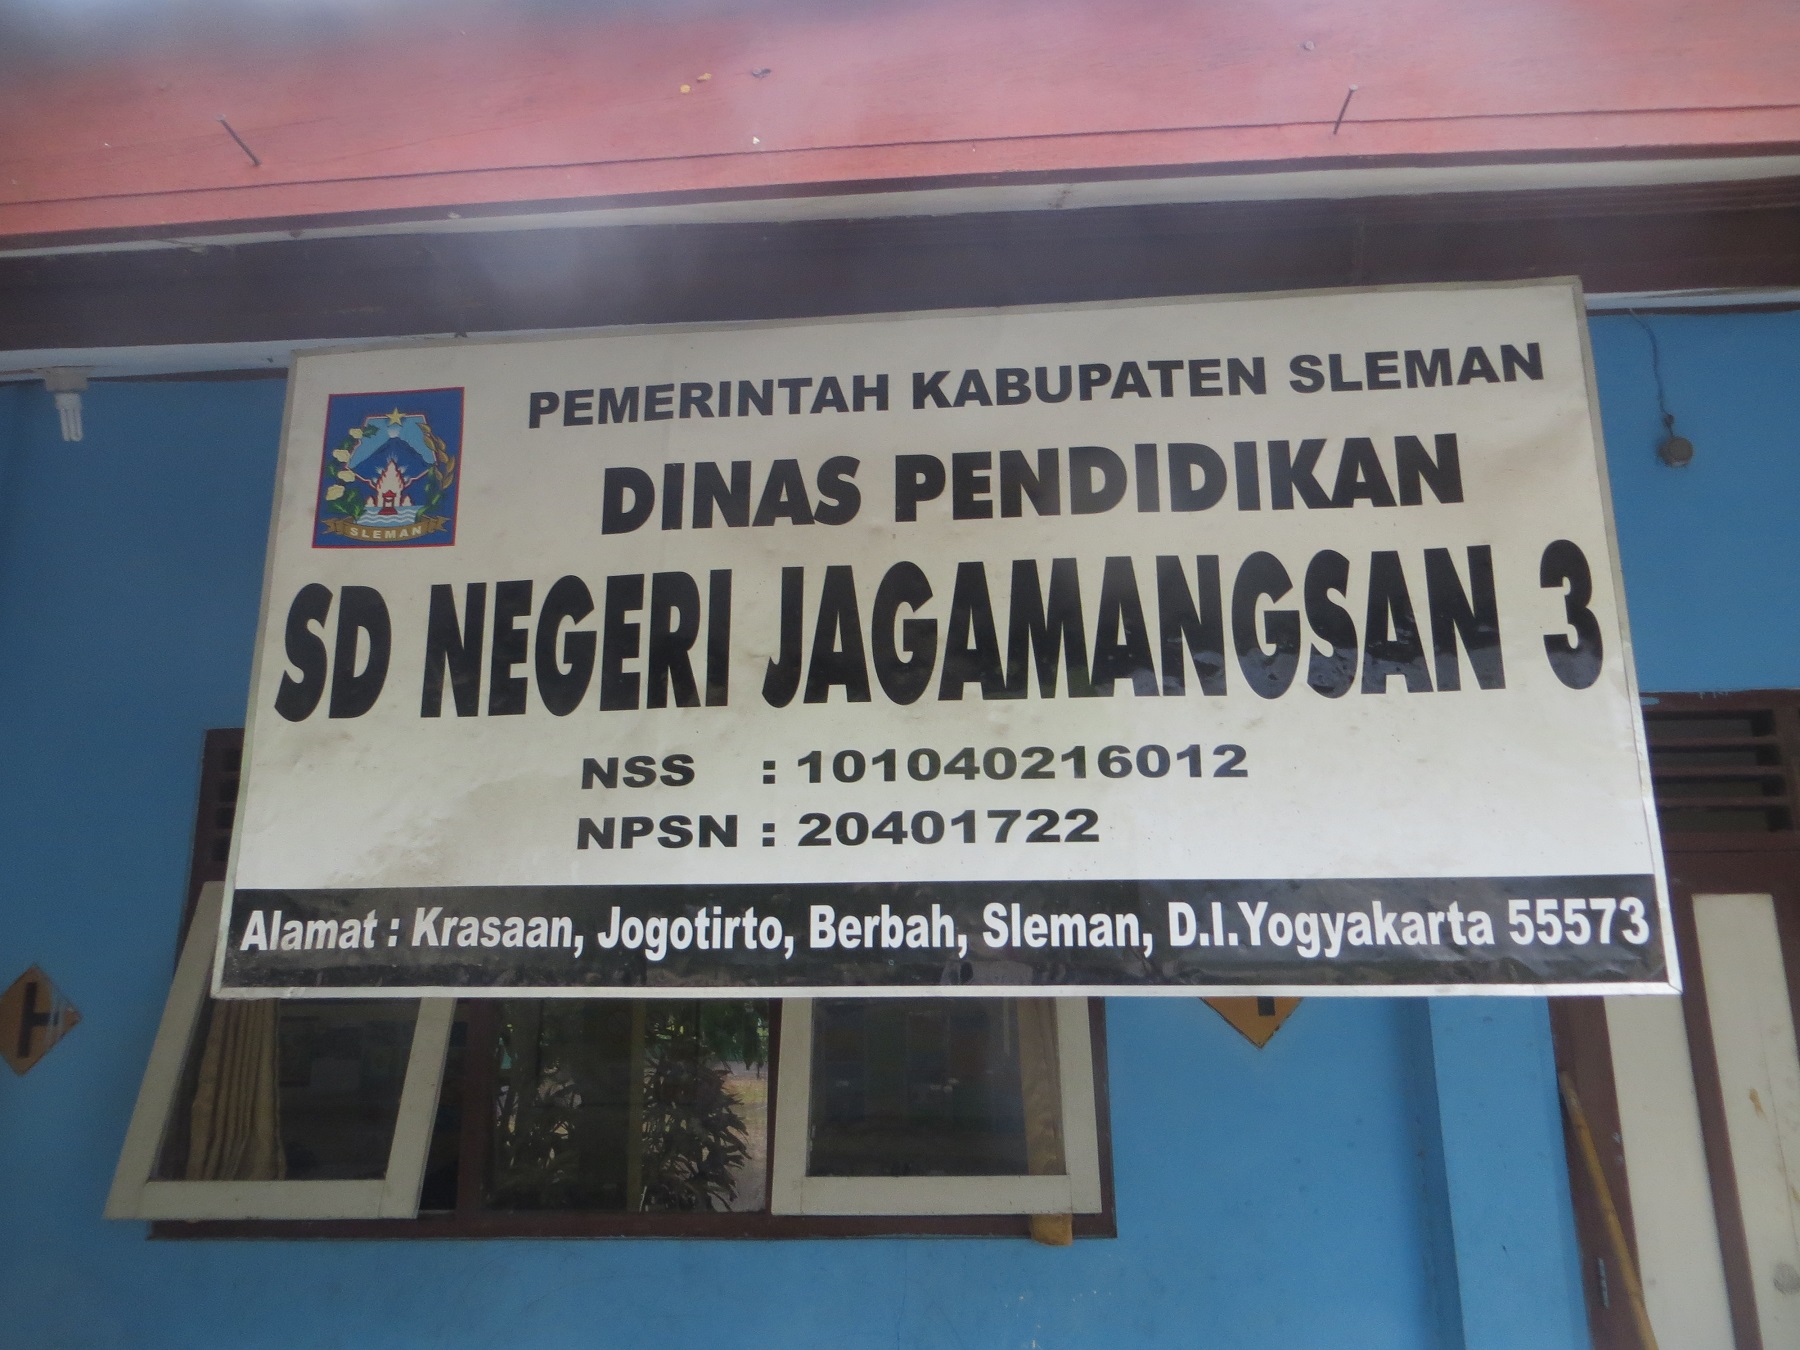 PEMERINTAH KABUPATEN SLEMAN
DINAS PENDIDIKAN
SD NEGERI JAGAMANGSAN 3
NSS : 101040216012
NPSN : 20401722
Alamat : Krasaan, Jogotirto, Berbah, Sleman, D.I.Yogyakarta 55573
SLEMAN